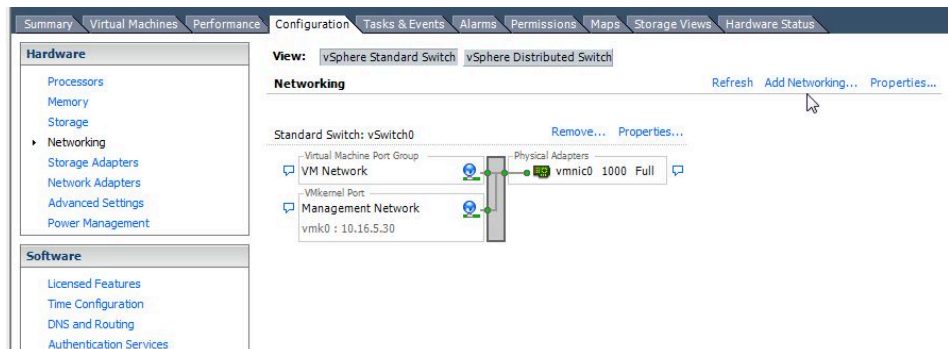 Summary Virtual Machines Performance Configuration Tasks & Events Alarms Permissions Maps Storage Views Hardware Status
Hardware
Processors
Memory
Storage
Networking
Storage Adapters
Network Adapters
Advanced Settings
Power Management
Software
Licensed Features
Time Configuration
DNS and Routing
Authentication Services
View: vSphere Standard Switch vSphere Distributed Switch
Networking
Refresh Add Networking... Properties...
Standard Switch: vSwitch0 Remove... Properties...
Virtual Machine Port Group
VM Network
Physical Adapters
vmnic0 1000 Full
VMkernel Port
Management Network
vmk0 : 10.16.5.30